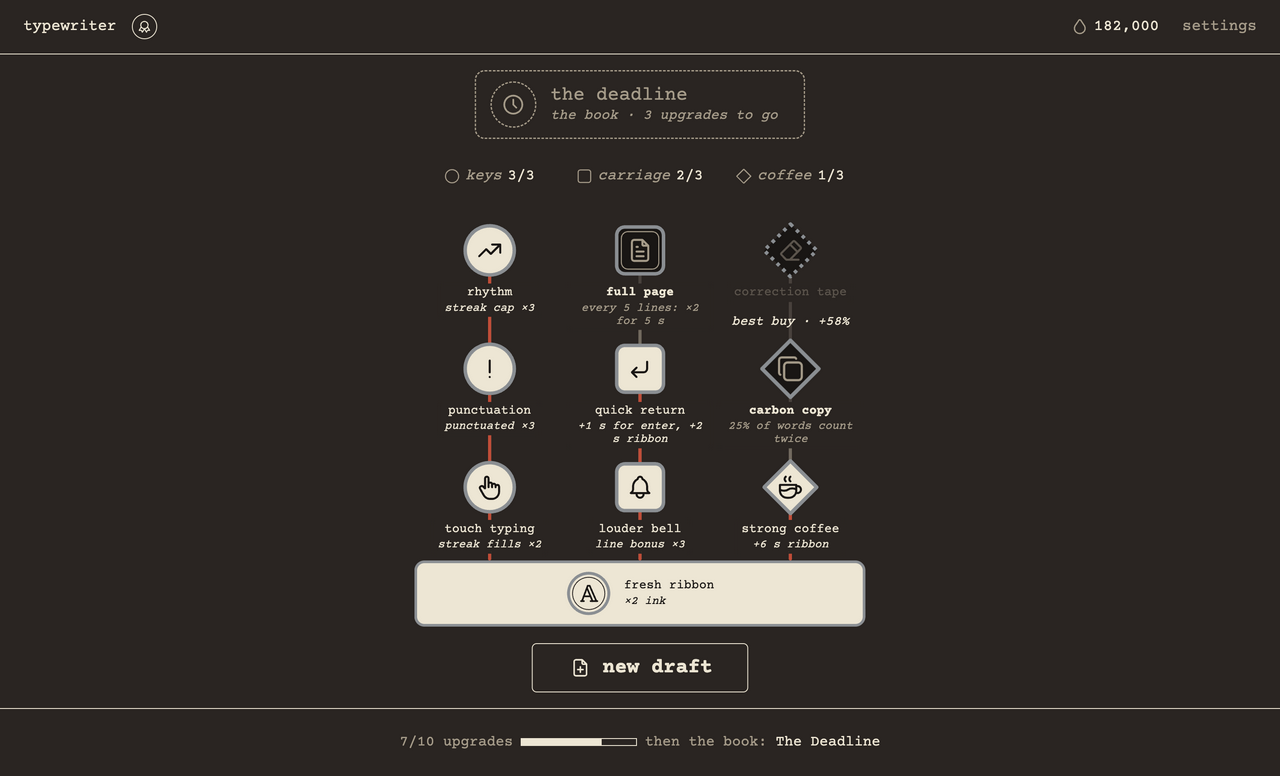 typewriter
182,000
settings
the deadline
the book · 3 upgrades to go
keys 3/3
carriage 2/3
coffee 1/3
rhythm
streak cap ×3
full page
every 5 lines: ×2
for 5 s
correction tape
best buy · +58%
!
punctuation
punctuated ×3
quick return
+1 s for enter, +2
s ribbon
carbon copy
25% of words count
twice
touch typing
streak fills ×2
louder bell
line bonus ×3
strong coffee
+6 s ribbon
A
fresh ribbon
×2 ink
new draft
7/10 upgrades
then the book: The Deadline